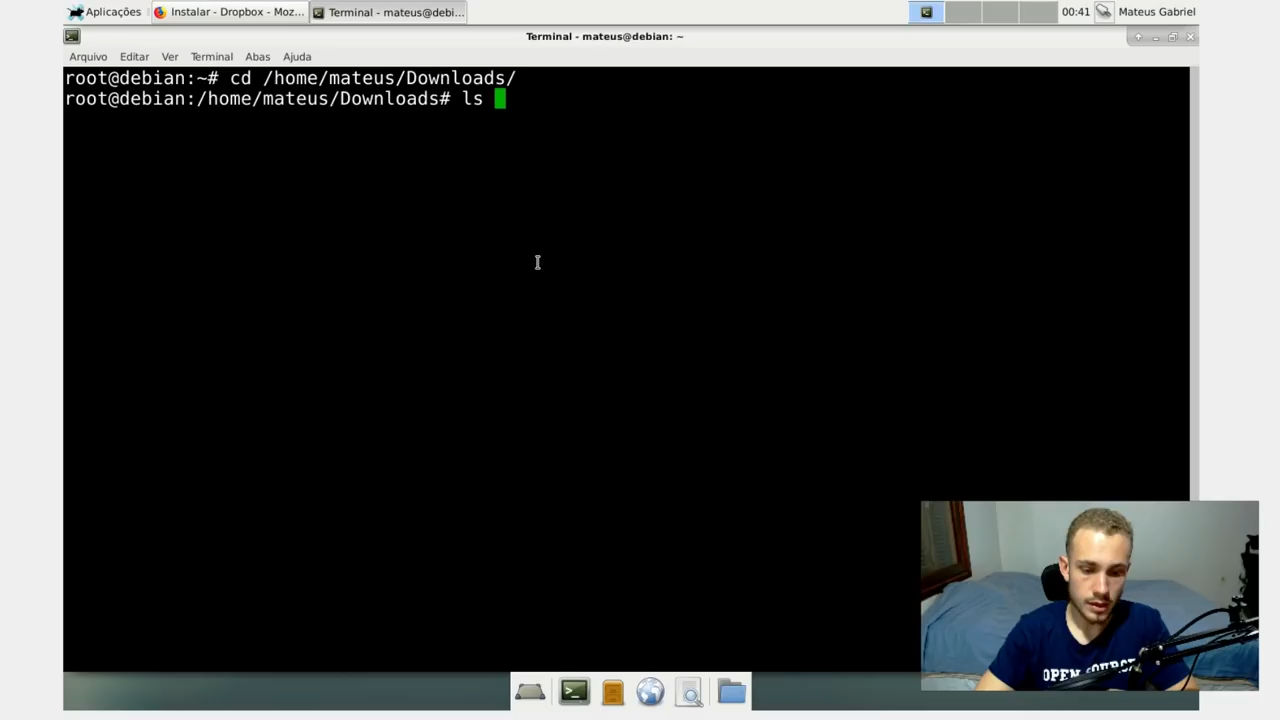 Aplicações
Instalar - Dropbox - Moz...
Terminal - mateus@debi...
00:41
Mateus Gabriel
Terminal - mateus@debian: ~
Arquivo Editar Ver Terminal Abas Ajuda
root@debian:~# cd /home/mateus/Downloads/
root@debian:/home/mateus/Downloads# ls
OPEN SOURCE